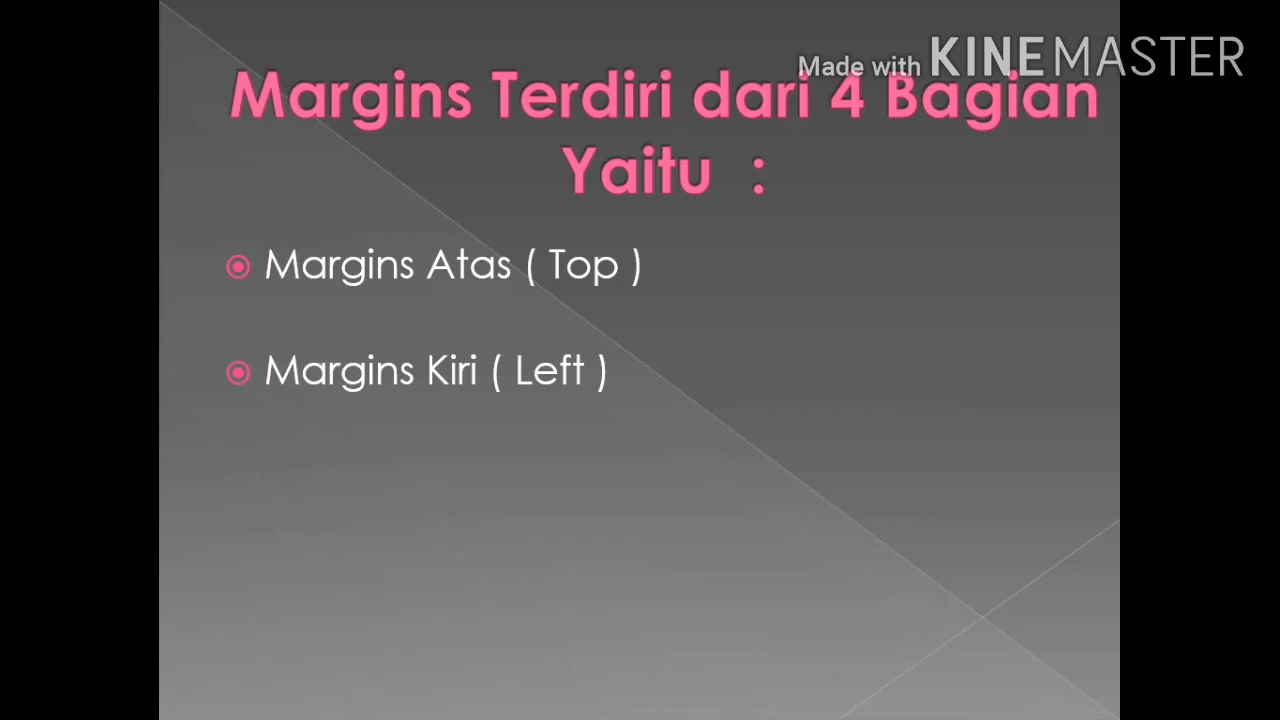 Made with KINEMASTER
Margins Terdiri dari 4 Bagian
Yaitu :
Margins Atas ( Top )
Margins Kiri ( Left )